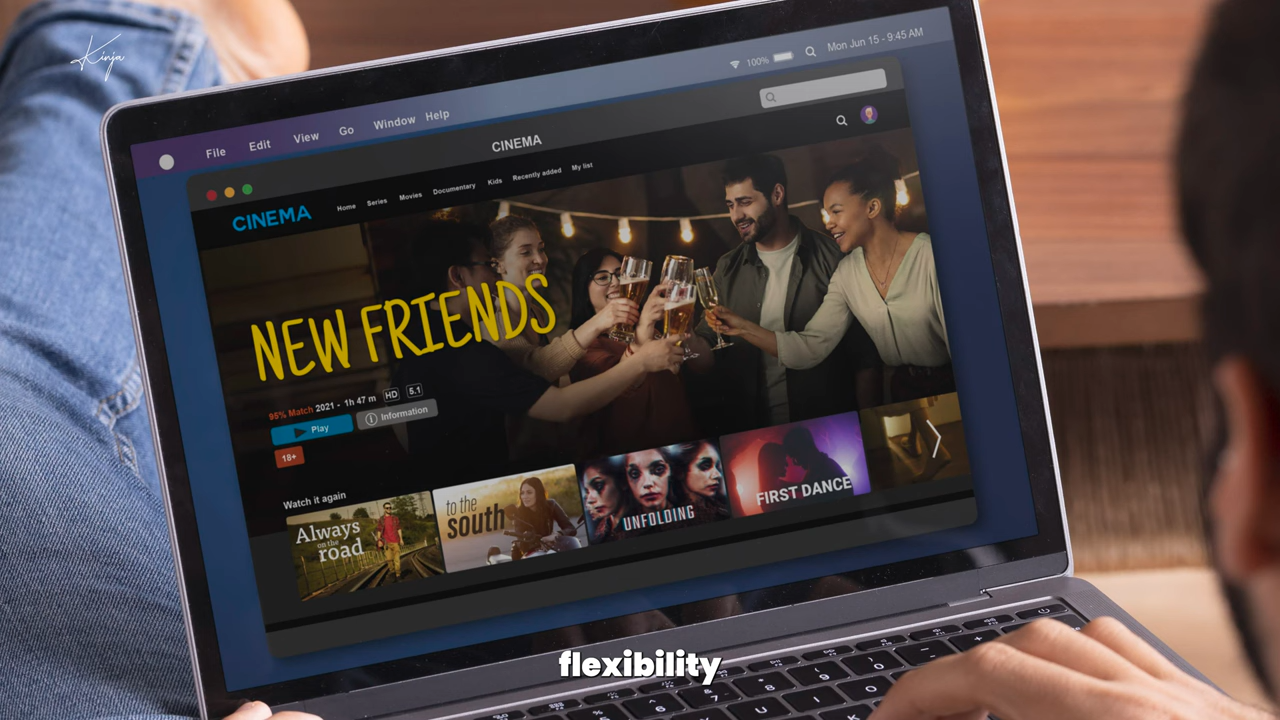 Kinja
File Edit View Go Window Help
100% Mon Jun 15 - 9:45 AM
CINEMA
CINEMA
Home Series Movies Documentary Kids Recently added My list
NEW FRIENDS
95% Match 2021 - 1h 47 m HD 5.1
Play
Information
18+
Watch it again
Always
on the
road
to the
south
UNFOLDING
FIRST DANCE
flexibility